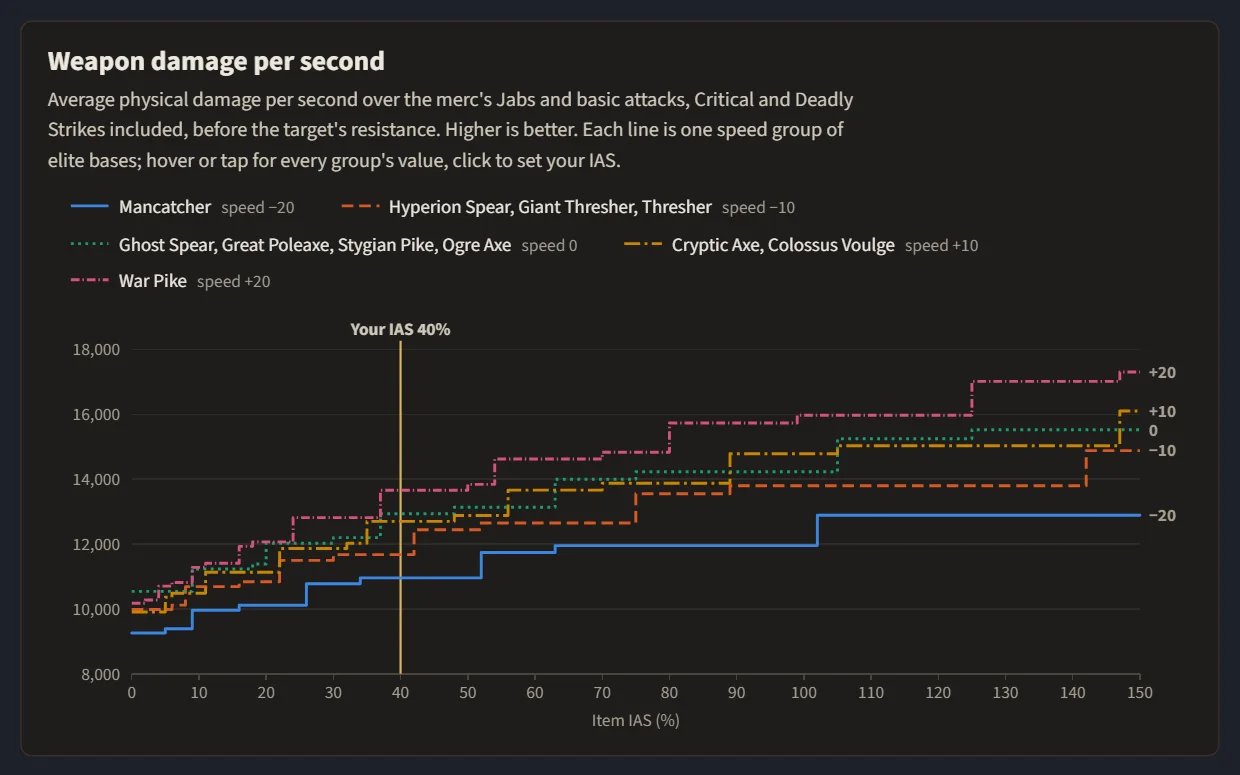 Weapon damage per second
Average physical damage per second over the merc's Jabs and basic attacks, Critical and Deadly
Strikes included, before the target's resistance. Higher is better. Each line is one speed group of
elite bases; hover or tap for every group's value, click to set your IAS.
Mancatcher speed −20 Hyperion Spear, Giant Thresher, Thresher speed −10
Ghost Spear, Great Poleaxe, Stygian Pike, Ogre Axe speed 0 Cryptic Axe, Colossus Voulge speed +10
War Pike speed +20
Your IAS 40%
18,000
+20
16,000
+10
0
−10
14,000
−20
12,000
10,000
8,000
0 10 20 30 40 50 60 70 80 90 100 110 120 130 140 150
Item IAS (%)